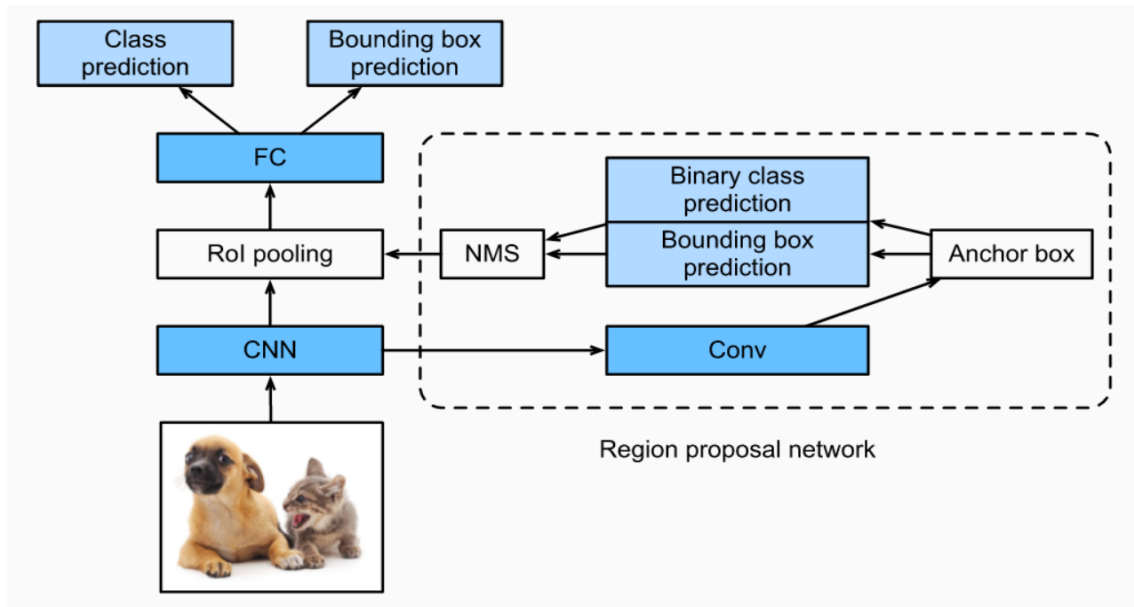 Class
prediction
Bounding box
prediction
FC
Binary class
prediction
RoI pooling
NMS
Bounding box
prediction
Anchor box
CNN
Conv
Region proposal network